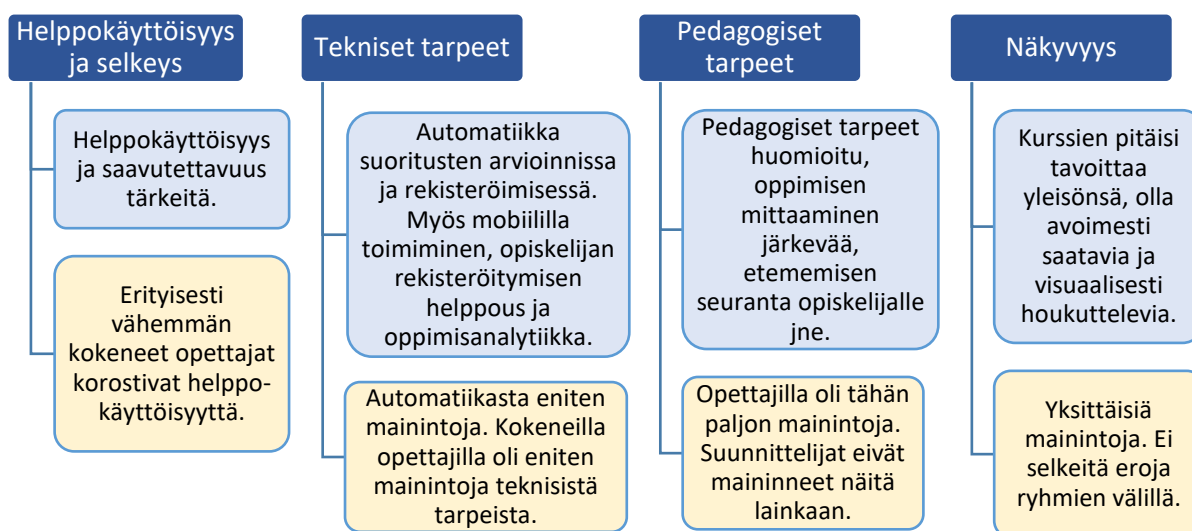 Helppokäyttöisyys
ja selkeys
Helppokäyttöisyys
ja saavutettavuus
tärkeitä.
Erityisesti
vähemmän
kokeneet opettajat
korostivat helppo-
käyttöisyyttä.
Tekniset tarpeet
Automatiikka
suoritusten arvioinnissa
ja rekisteröimisessä.
Myös mobiililla
toimiminen, opiskelijan
rekisteröitymisen
helppous ja
oppimisanalytiikka.
Automatiikasta eniten
mainintoja. Kokeneilla
opettajilla oli eniten
mainintoja teknisistä
tarpeista.
Pedagogiset
tarpeet
Pedagogiset tarpeet
huomioitu,
oppimisen
mittaaminen
järkevää,
etememisen
seuranta opiskelijalle
jne.
Opettajilla oli tähän
paljon mainintoja.
Suunnittelijat eivät
maininneet näitä
lainkaan.
Näkyvyys
Kurssien pitäisi
tavoittaa
yleisönsä, olla
avoimesti
saatavia ja
visuaalisesti
houkuttelevia.
Yksittäisiä
mainintoja. Ei
selkeitä eroja
ryhmien välillä.